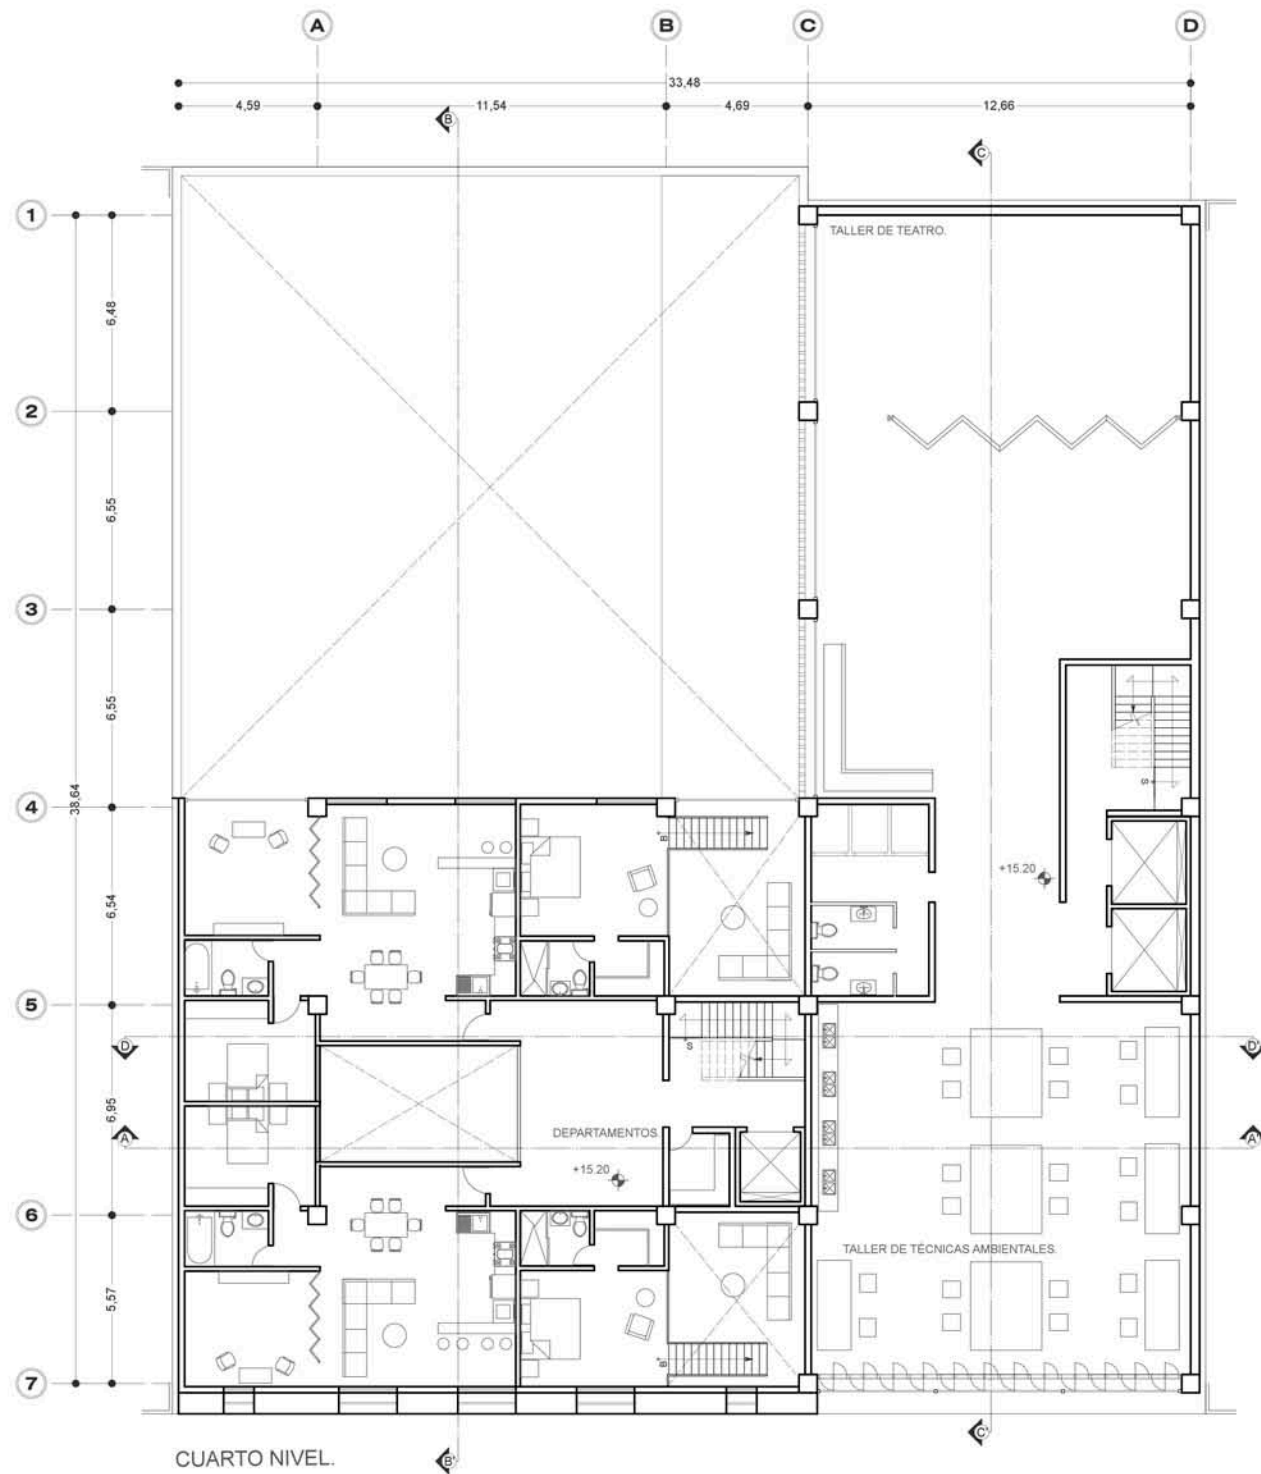 A B C D
33,48
4,59 11,54 4,69 12,66
B
C
1
TALLER DE TEATRO.
6,48
2
6,55
3
6,55
S
38,64
4
B
+15.20
6,54
5
D D'
S
6,95
A A'
DEPARTAMENTOS.
+15.20
6
TALLER DE TÉCNICAS AMBIENTALES.
5,57
B
7
C'
CUARTO NIVEL.
B'